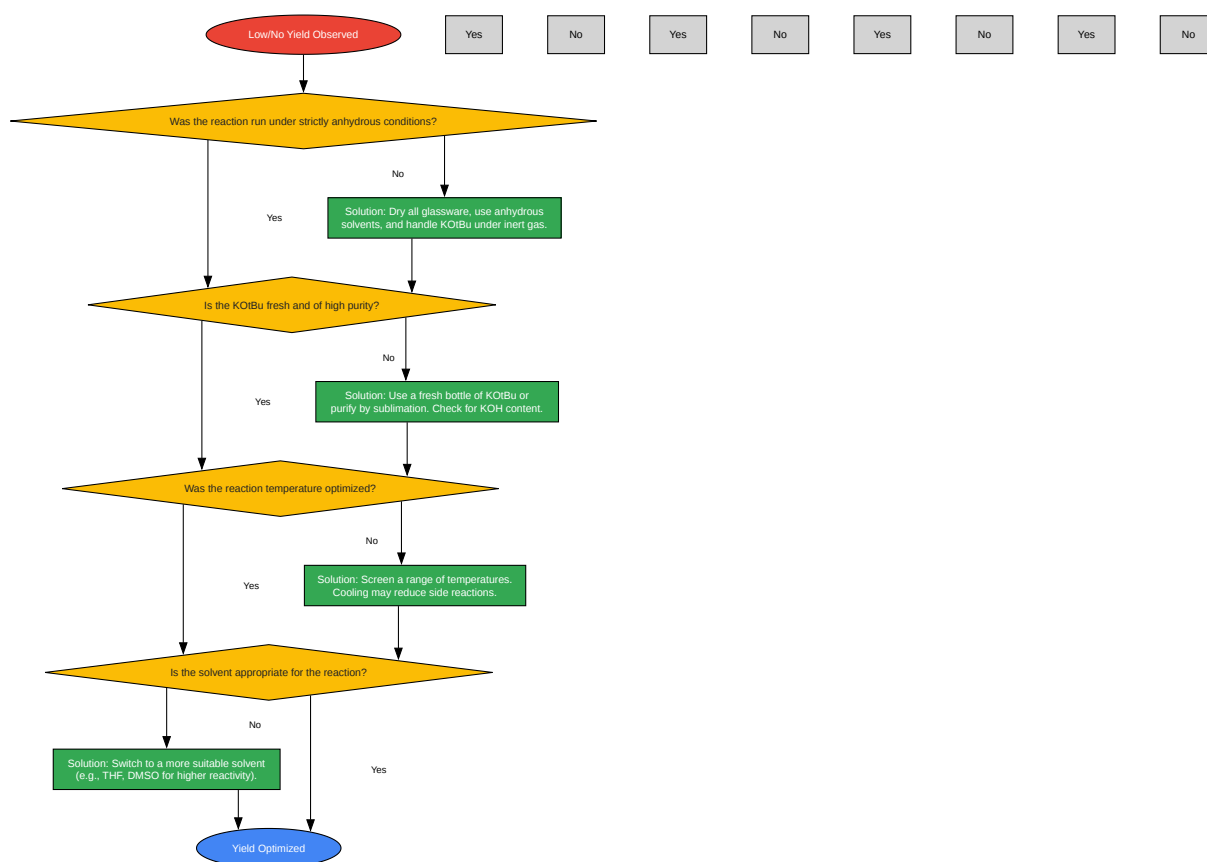 Low/No Yield Observed
Yes
No
Yes
No
Yes
No
Yes
No
Was the reaction run under strictly anhydrous conditions?
No
Yes
Solution: Dry all glassware, use anhydrous
solvents, and handle KOtBu under inert gas.
Is the KOtBu fresh and of high purity?
No
Yes
Solution: Use a fresh bottle of KOtBu or
purify by sublimation. Check for KOH content.
Was the reaction temperature optimized?
No
Yes
Solution: Screen a range of temperatures.
Cooling may reduce side reactions.
Is the solvent appropriate for the reaction?
No
Solution: Switch to a more suitable solvent
(e.g., THF, DMSO for higher reactivity).
Yes
Yield Optimized